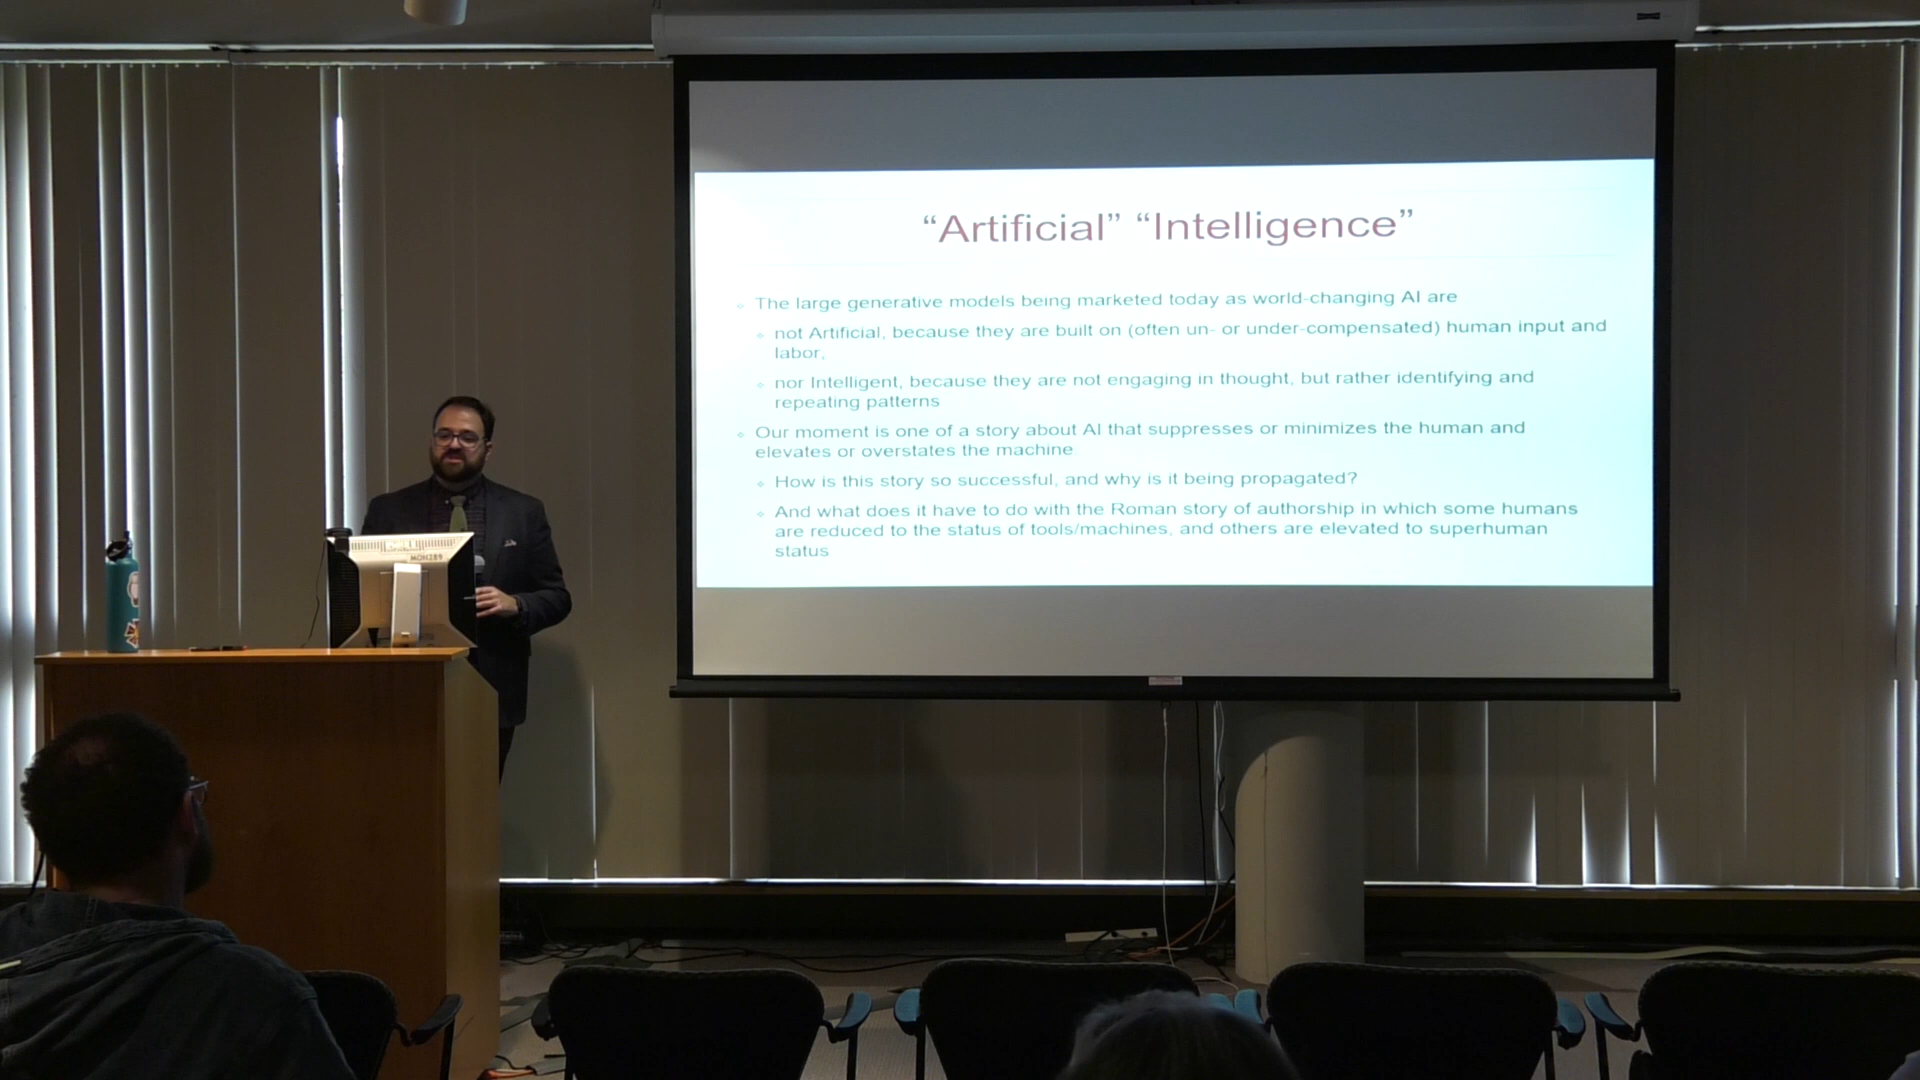 “Artificial” “Intelligence”
The large generative models being marketed today as world-changing AI are
not Artificial, because they are built on (often un- or under-compensated) human input and
labor,
nor Intelligent, because they are not engaging in thought, but rather identifying and
repeating patterns
Our moment is one of a story about AI that suppresses or minimizes the human and
elevates or overstates the machine
How is this story so successful, and why is it being propagated?
And what does it have to do with the Roman story of authorship in which some humans
are reduced to the status of tools/machines, and others are elevated to superhuman
status
MOH289